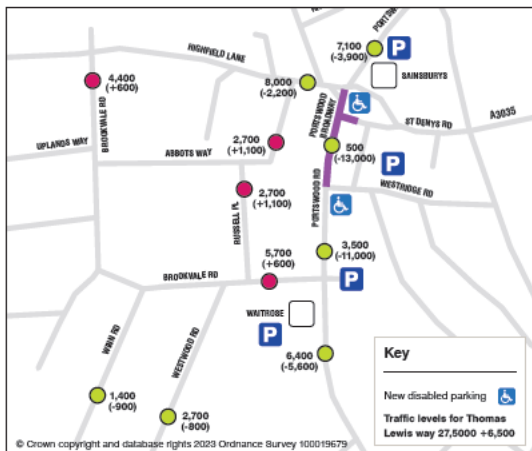 PORTSWOOD
7,100
(-3,900)
P
SAINSBURYS
HIGHFIELD LANE
4,400
(+600)
8,000
(-2,200)
BROOKVALE RD
PORTSWOOD
BROADWAY
ST DENYS RD
A3035
UPLANDS WAY
ABBOTS WAY
2,700
(+1,100)
500
(-13,000)
P
WESTRIDGE RD
2,700
(+1,100)
RUSSELL PL
PORTSWOOD RD
3,500
(-11,000)
5,700
(+600)
BROOKVALE RD
P
WAITROSE
P
6,400
(-5,600)
WINN RD
WESTWOOD RD
1,400
(-900)
2,700
(-800)
Key
New disabled parking
Traffic levels for Thomas
Lewis way 27,5000 +6,500
© Crown copyright and database rights 2023 Ordnance Survey 100019679